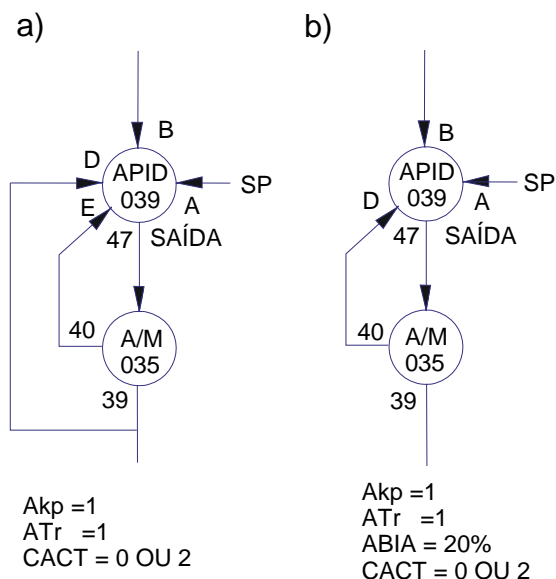 a)
B
D
APID
039
SP
E
A
47
SAÍDA
40
A/M
035
39
Akp =1
ATr =1
CACT = 0 OU 2
b)
B
APID
039
SP
D
A
47
SAÍDA
40
A/M
035
39
Akp =1
ATr =1
ABIA = 20%
CACT = 0 OU 2